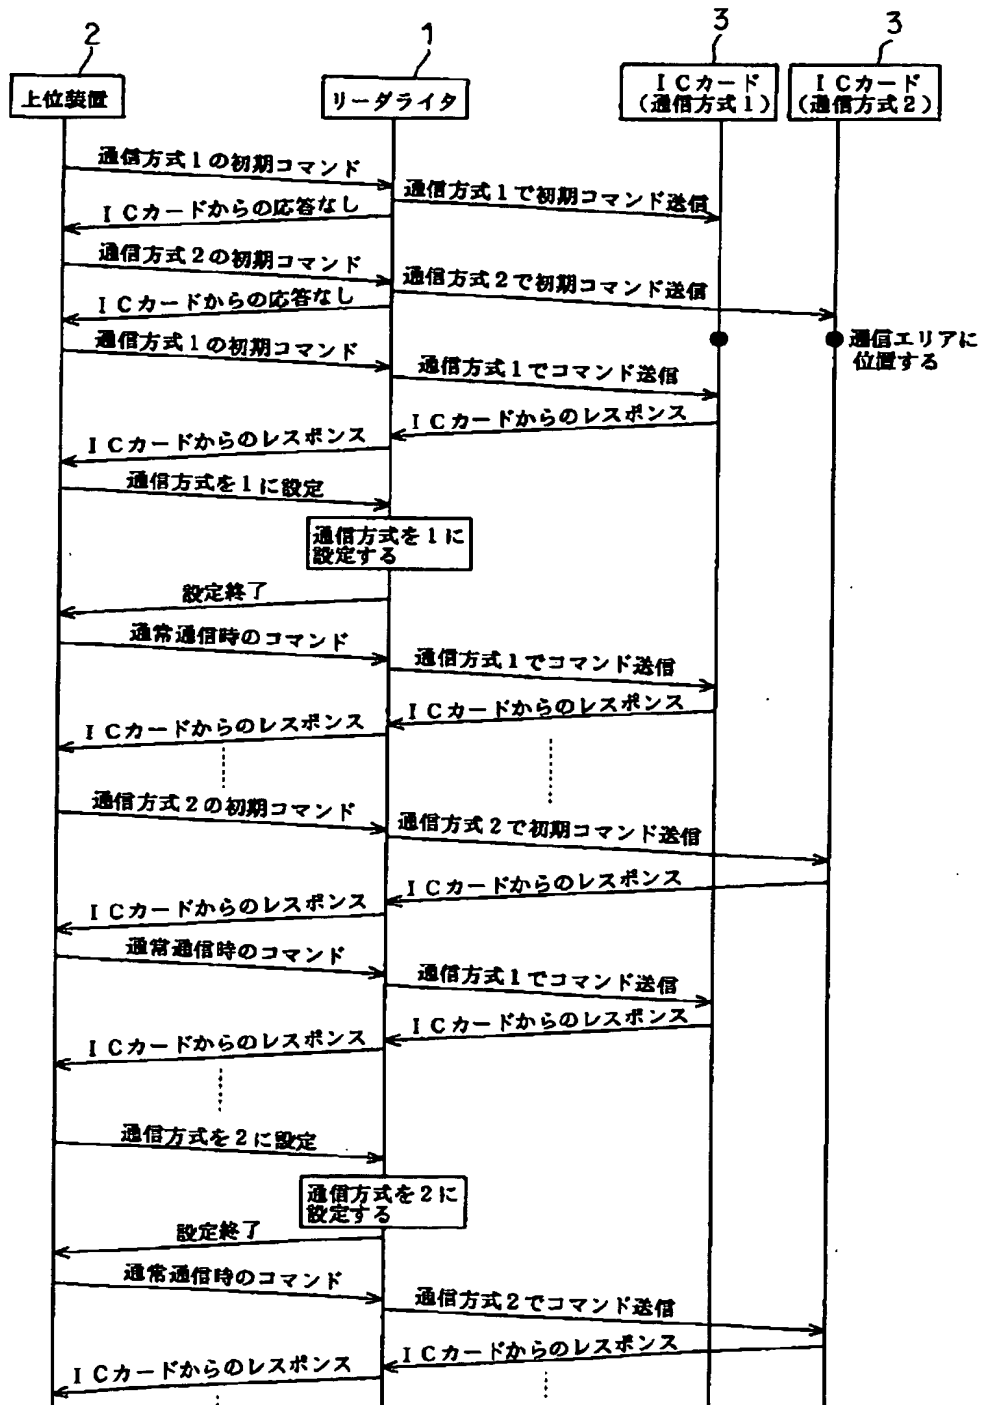 2
1
3
3
上位装置
リーダライタ
ICカード
(通信方式1)
ICカード
(通信方式2)
通信方式1の初期コマンド
通信方式1で初期コマンド送信
ICカードからの応答なし
通信方式2の初期コマンド
通信方式2で初期コマンド送信
ICカードからの応答なし
通信エリアに
位置する
通信方式1の初期コマンド
通信方式1でコマンド送信
ICカードからのレスポンス
ICカードからのレスポンス
通信方式を1に設定
通信方式を1に
設定する
設定終了
通常通信時のコマンド
通信方式1でコマンド送信
ICカードからのレスポンス
ICカードからのレスポンス
通信方式2の初期コマンド
通信方式2で初期コマンド送信
ICカードからのレスポンス
ICカードからのレスポンス
通常通信時のコマンド
通信方式1でコマンド送信
ICカードからのレスポンス
ICカードからのレスポンス
通信方式を2に設定
通信方式を2に
設定する
設定終了
通常通信時のコマンド
通信方式2でコマンド送信
ICカードからのレスポンス
ICカードからのレスポンス